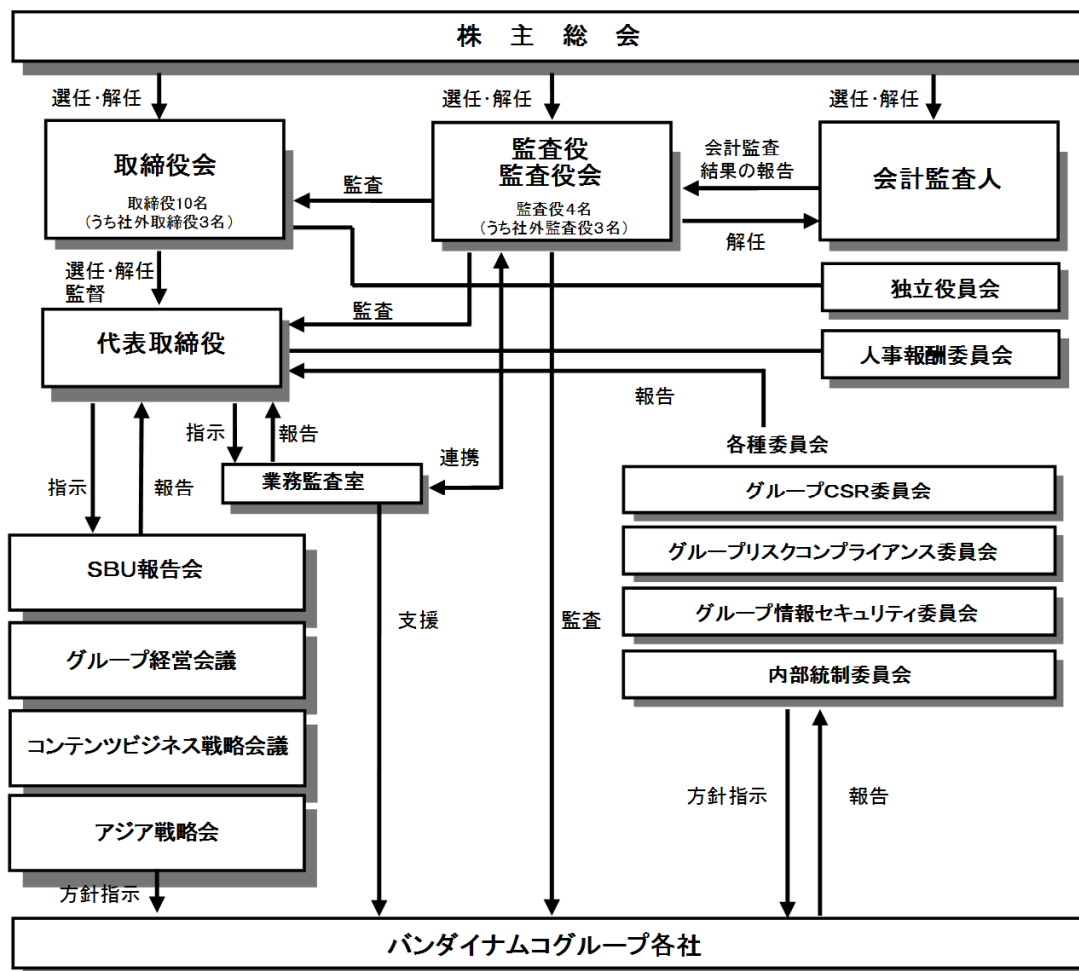 株 主 総 会
選任・解任
選任・解任
選任・解任
取締役会
取締役10名
(うち社外取締役3名)
監査
監査役
監査役会
監査役4名
(うち社外監査役3名)
会計監査
結果の報告
解任
会計監査人
選任・解任
監督
独立役員会
監査
代表取締役
人事報酬委員会
報告
指示
報告
各種委員会
連携
業務監査室
指示
報告
グループCSR委員会
SBU報告会
グループリスクコンプライアンス委員会
支援
監査
グループ情報セキュリティ委員会
グループ経営会議
内部統制委員会
コンテンツビジネス戦略会議
方針指示
報告
アジア戦略会
方針指示
バンダイナムコグループ各社